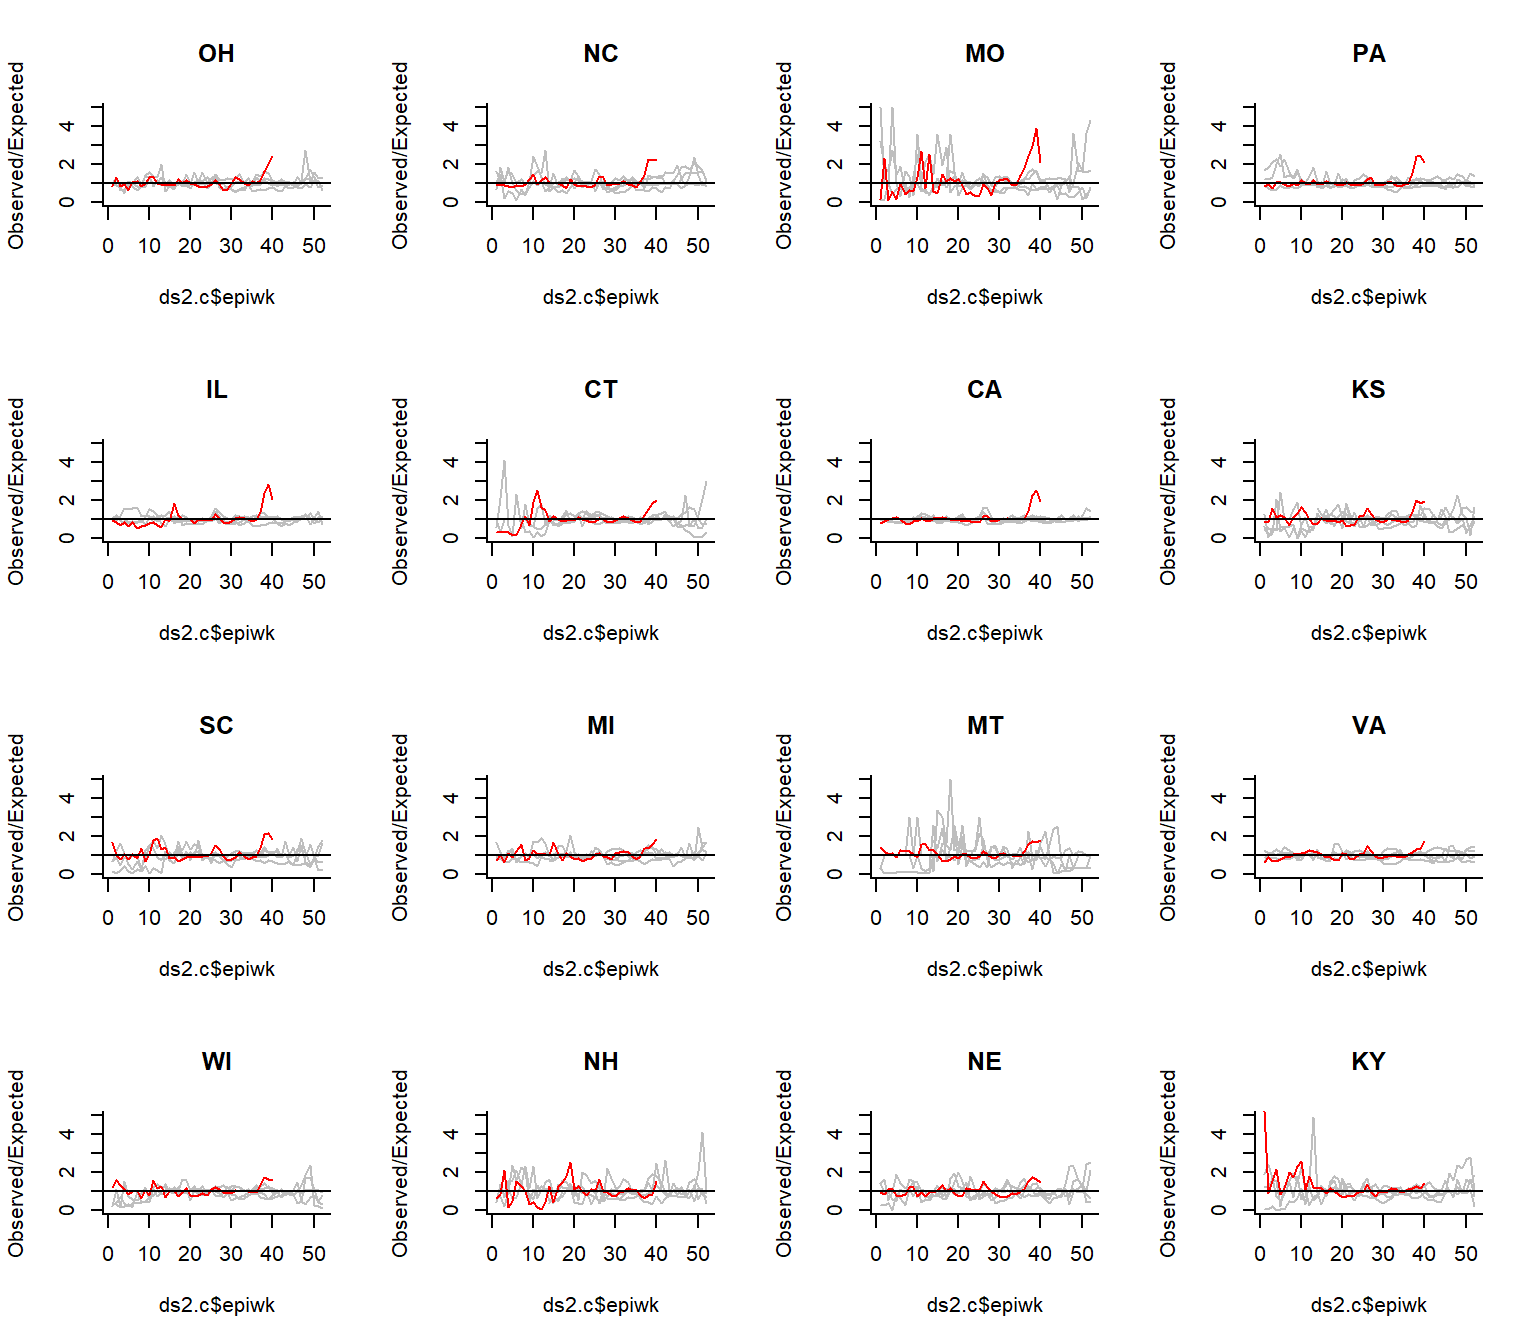 OH NC MO PA
Observed/Expected Observed/Expected Observed/Expected Observed/Expected
4 4 4 4
2 2 2 2
0 0 0 0
0 10 20 30 40 50 0 10 20 30 40 50 0 10 20 30 40 50 0 10 20 30 40 50
ds2.c$epiwk ds2.c$epiwk ds2.c$epiwk ds2.c$epiwk
IL CT CA KS
Observed/Expected Observed/Expected Observed/Expected Observed/Expected
4 4 4 4
2 2 2 2
0 0 0 0
0 10 20 30 40 50 0 10 20 30 40 50 0 10 20 30 40 50 0 10 20 30 40 50
ds2.c$epiwk ds2.c$epiwk ds2.c$epiwk ds2.c$epiwk
SC MI MT VA
Observed/Expected Observed/Expected Observed/Expected Observed/Expected
4 4 4 4
2 2 2 2
0 0 0 0
0 10 20 30 40 50 0 10 20 30 40 50 0 10 20 30 40 50 0 10 20 30 40 50
ds2.c$epiwk ds2.c$epiwk ds2.c$epiwk ds2.c$epiwk
WI NH NE KY
Observed/Expected Observed/Expected Observed/Expected Observed/Expected
4 4 4 4
2 2 2 2
0 0 0 0
0 10 20 30 40 50 0 10 20 30 40 50 0 10 20 30 40 50 0 10 20 30 40 50
ds2.c$epiwk ds2.c$epiwk ds2.c$epiwk ds2.c$epiwk